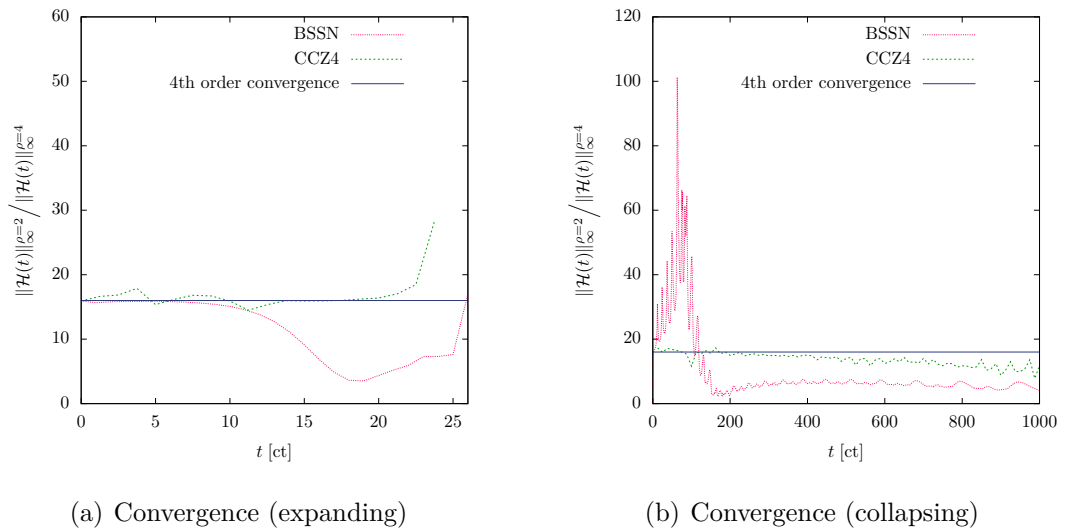 60
50
40
30
20
10
0
0 5 10 15 20 25
t [ct]
||ℋ(t)||∞^{ρ=2} / ||ℋ(t)||∞^{ρ=4}
BSSN
CCZ4
4th order convergence
(a) Convergence (expanding)
120
100
80
60
40
20
0
0 200 400 600 800 1000
t [ct]
||ℋ(t)||∞^{ρ=2} / ||ℋ(t)||∞^{ρ=4}
BSSN
CCZ4
4th order convergence
(b) Convergence (collapsing)